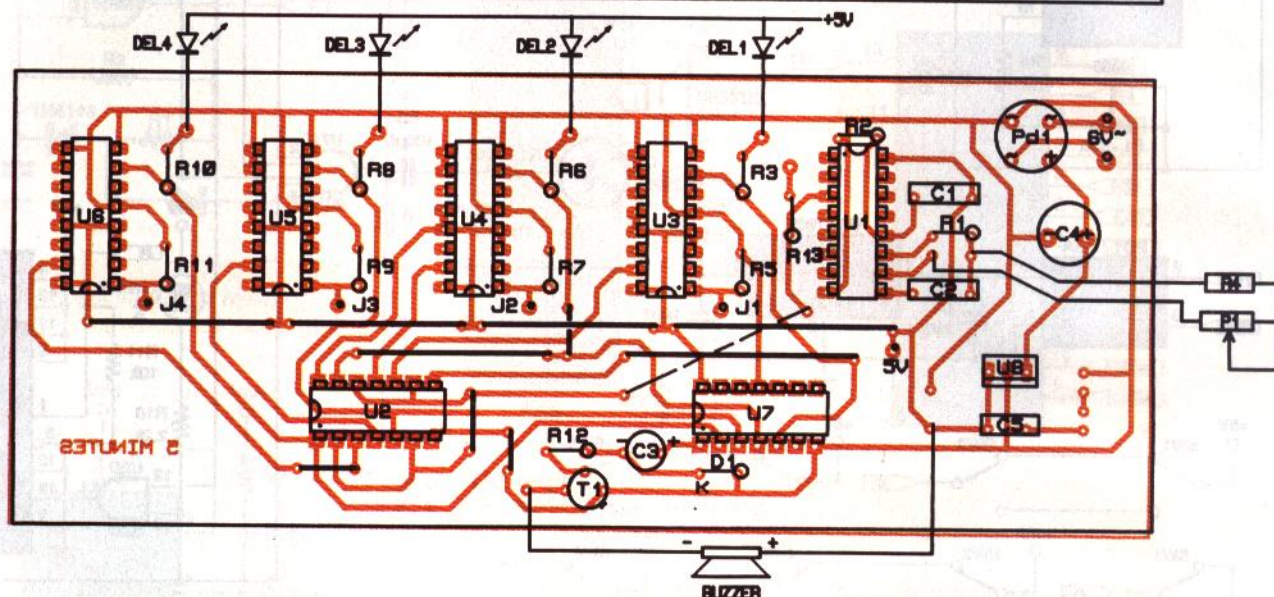 +5V
DEL4 DEL3 DEL2 DEL1
R2
Pd1 6V~
R10 R8 R6 R3
C1
U6 U5 U4 U3 U1 R1 C4+
R11 R9 R7 R5 R13
C2 R4
J4 J3 J2 J1
P1
5V
U8
U2 U7
C5
5 MINUTES
R12 - C3 +
D1
T1 K
- +
BUZZER